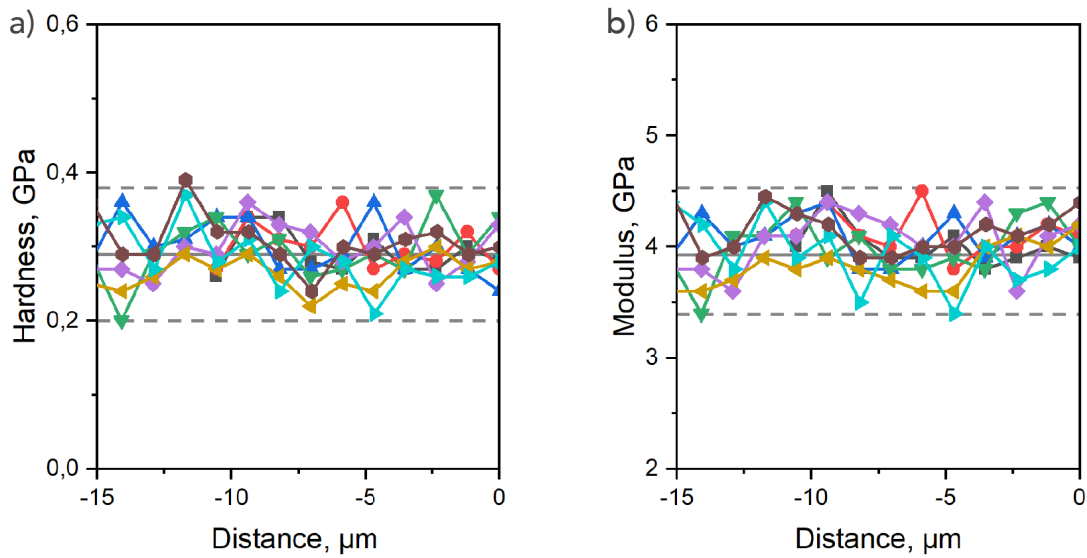 a)
0,6
0,4
0,2
0,0
Hardness, GPa
-15
-10
-5
0
Distance, µm
b)
6
5
4
3
2
Modulus, GPa
-15
-10
-5
0
Distance, µm